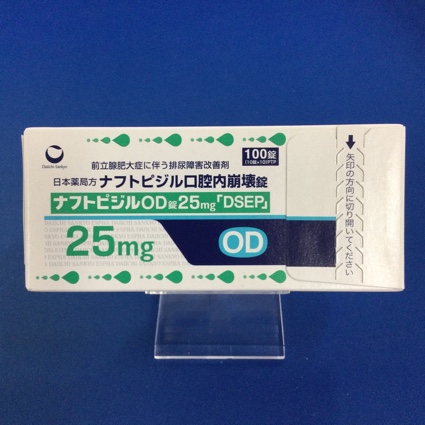 Daiichi-Sankyo
前立腺肥大症に伴う排尿障害改善剤
100錠
(10錠×10)PTP
日本薬局方 ナフトピジル口腔内崩壊錠
ナフトピジルOD錠25mg「DSEP」
25mg
OD
矢印の方向に切り開いてください